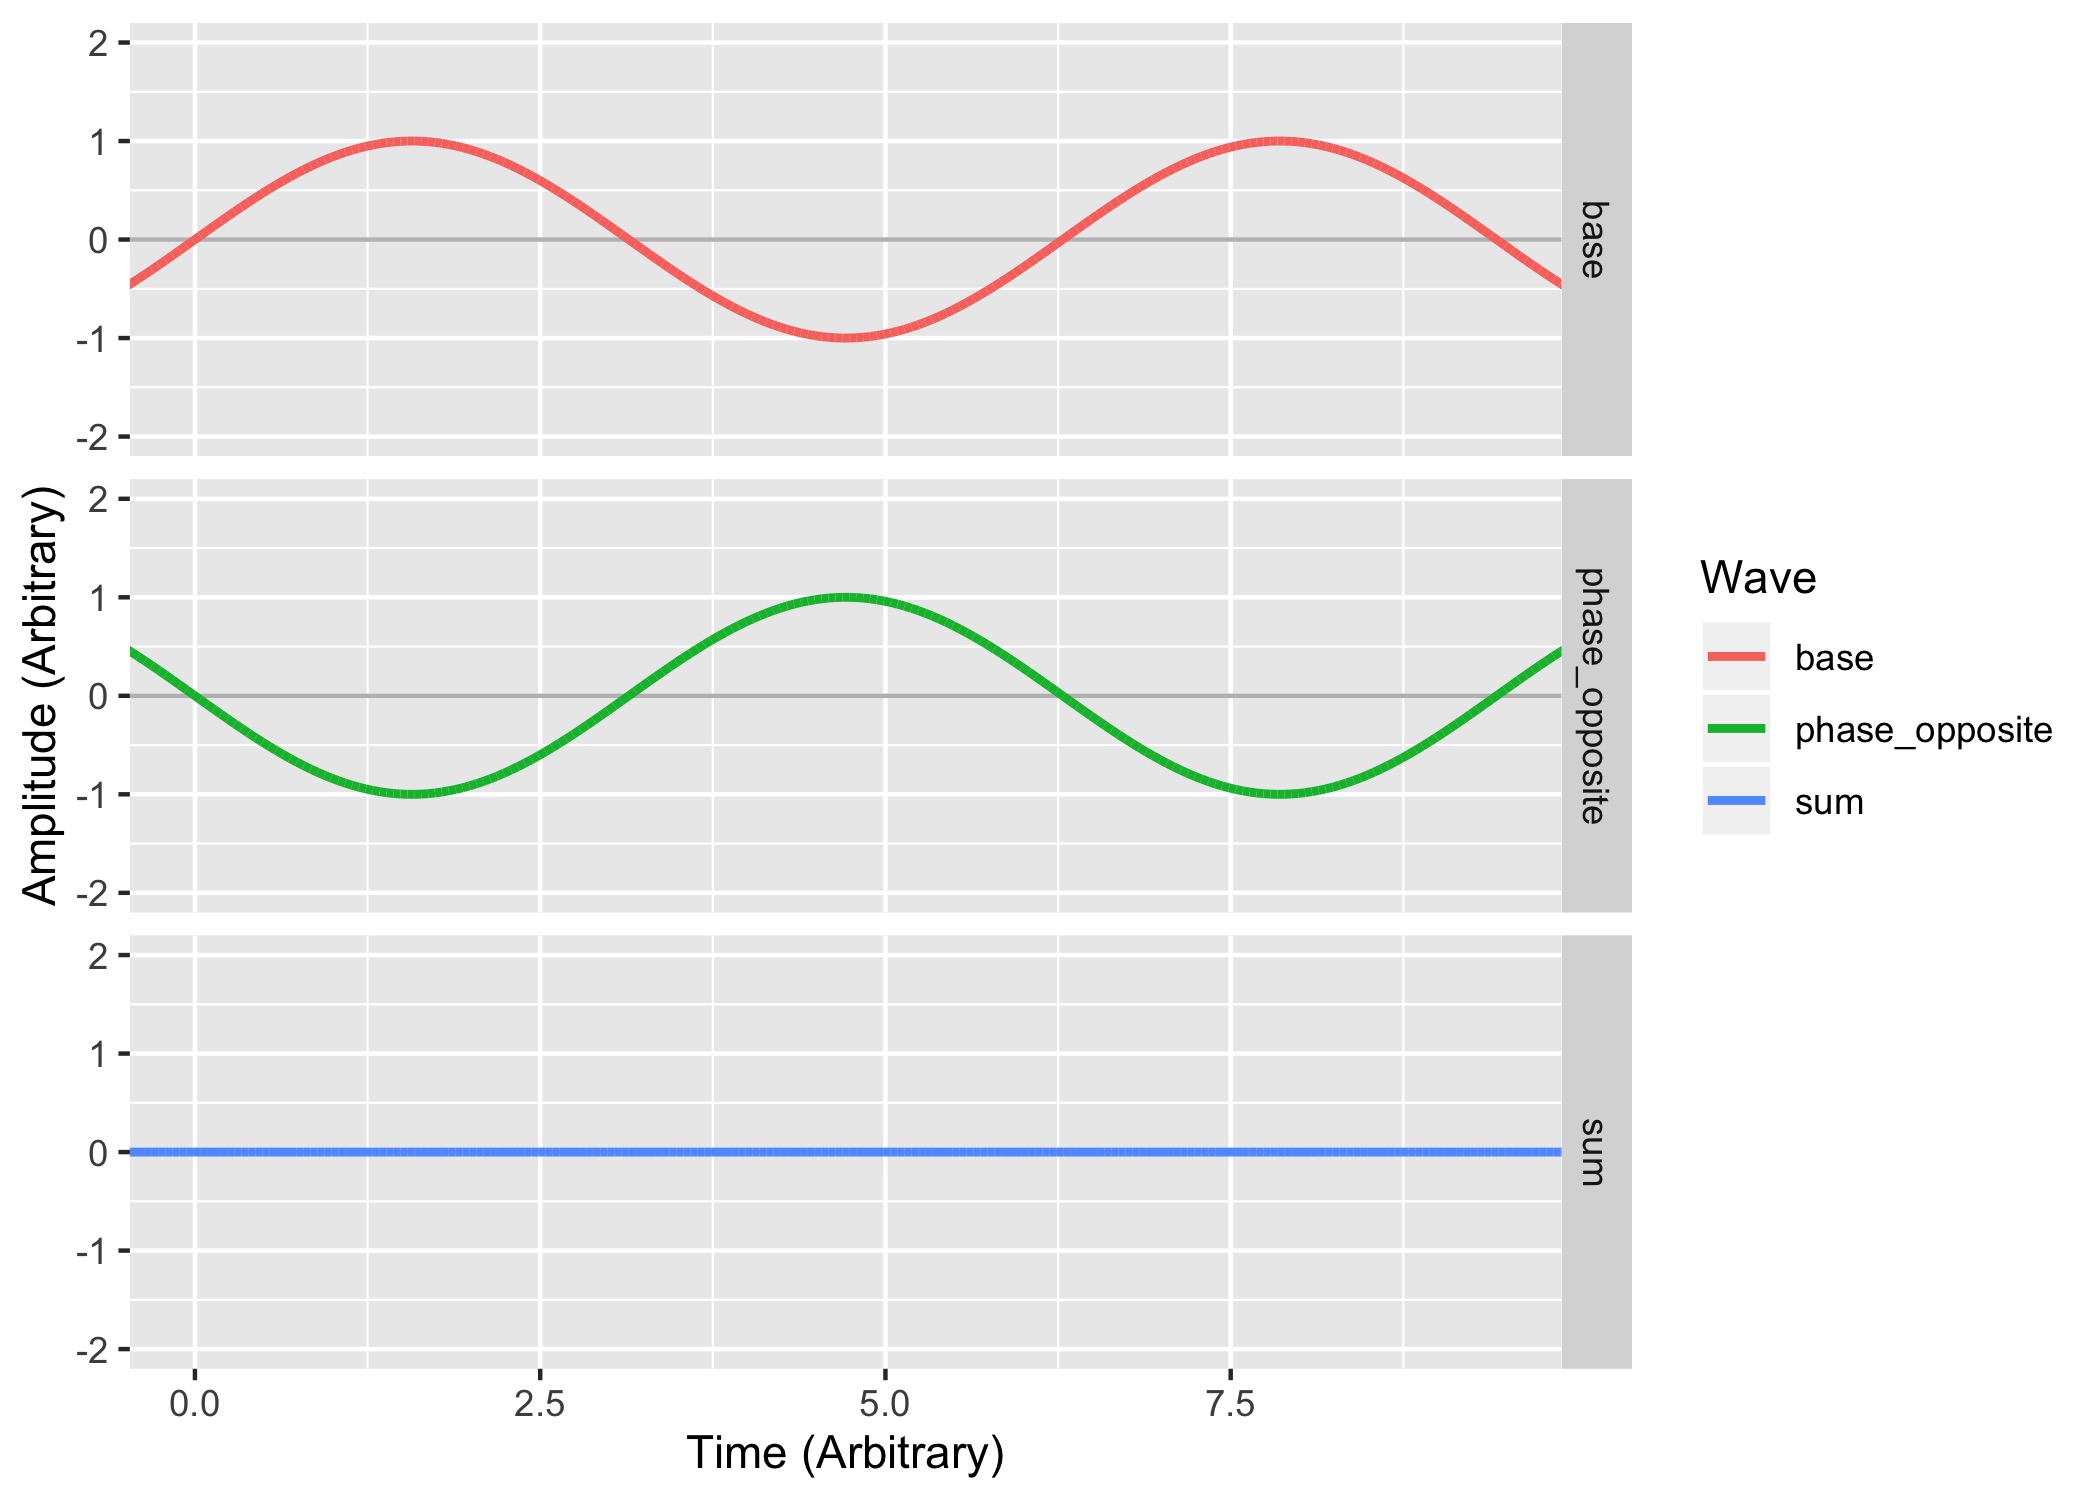 2
1
0
-1
-2
base
2
1
0
-1
-2
phase_opposite
2
1
0
-1
-2
sum
0.0 2.5 5.0 7.5
Time (Arbitrary)
Amplitude (Arbitrary)
Wave
base
phase_opposite
sum